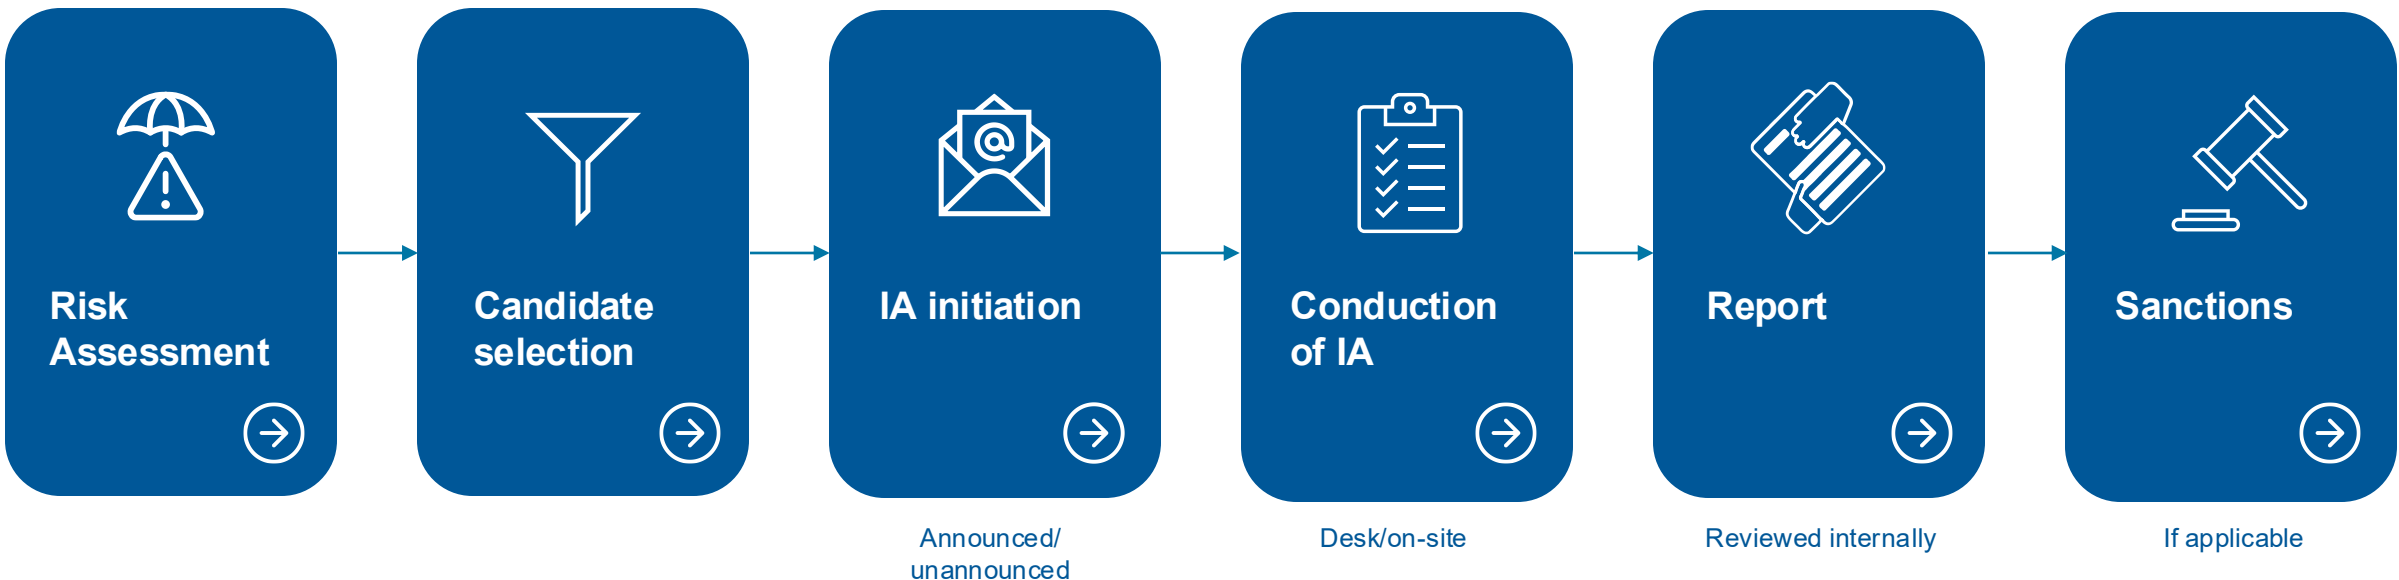 Risk
Assessment
Candidate
selection
IA initiation
Conduction
of IA
Report
Sanctions
Announced/
unannounced
Desk/on-site
Reviewed internally
If applicable